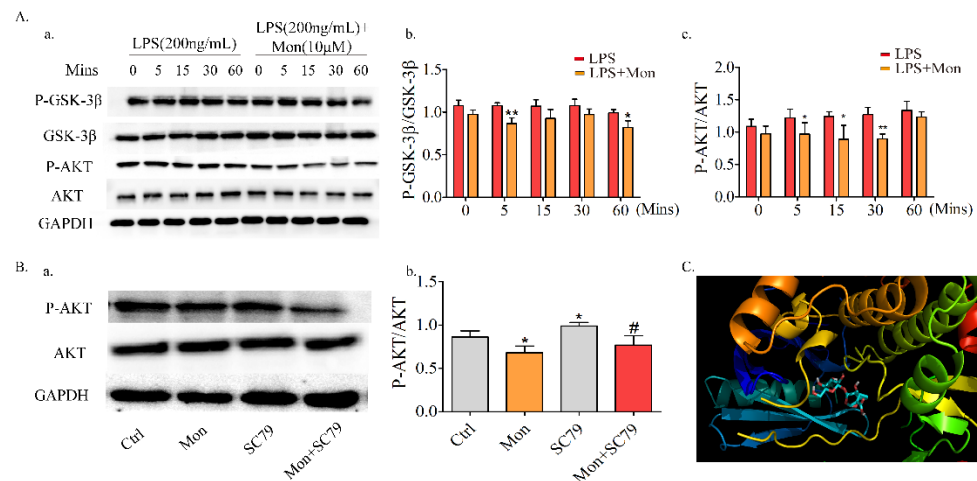 A.
a.
LPS(200ng/mL)
LPS(200ng/mL)+
Mon(10μM)
Mins 0 5 15 30 60 0 5 15 30 60
P-GSK-3β
GSK-3β
P-AKT
AKT
GAPDH
b.
LPS
LPS+Mon
P-GSK-3β/GSK-3β
2.0
1.5
1.0
0.5
0.0
**
*
0 5 15 30 60 (Mins)
c.
LPS
LPS+Mon
P-AKT/AKT
2.0
1.5
1.0
0.5
0.0
* * **
0 5 15 30 60 (Mins)
B.
a.
P-AKT
AKT
GAPDH
Ctrl Mon SC79 Mon+SC79
b.
P-AKT/AKT
1.5
1.0
0.5
0.0
* * #
Ctrl Mon SC79 Mon+SC79
C.